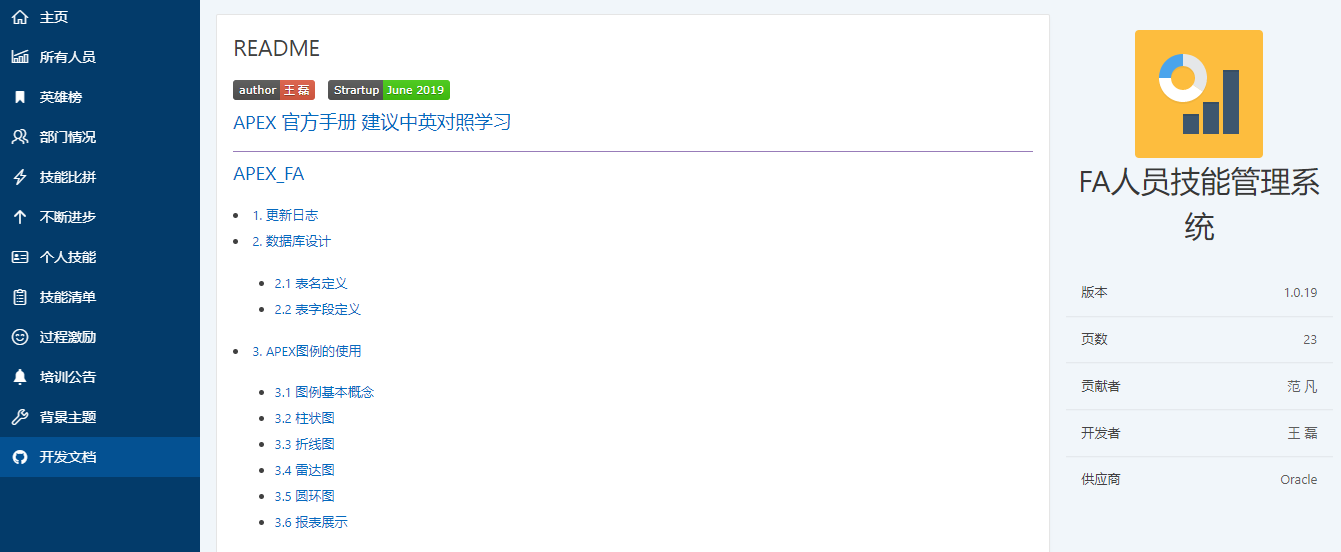 主页
所有人员
英雄榜
部门情况
技能比拼
不断进步
个人技能
技能清单
过程激励
培训公告
背景主题
开发文档
README
author 王 磊 Strartup June 2019
APEX 官方手册 建议中英对照学习
APEX_FA
1. 更新日志
2. 数据库设计
2.1 表名定义
2.2 表字段定义
3. APEX图例的使用
3.1 图例基本概念
3.2 柱状图
3.3 折线图
3.4 雷达图
3.5 圆环图
3.6 报表展示
FA人员技能管理系
统
版本 1.0.19
页数 23
贡献者 范 凡
开发者 王 磊
供应商 Oracle